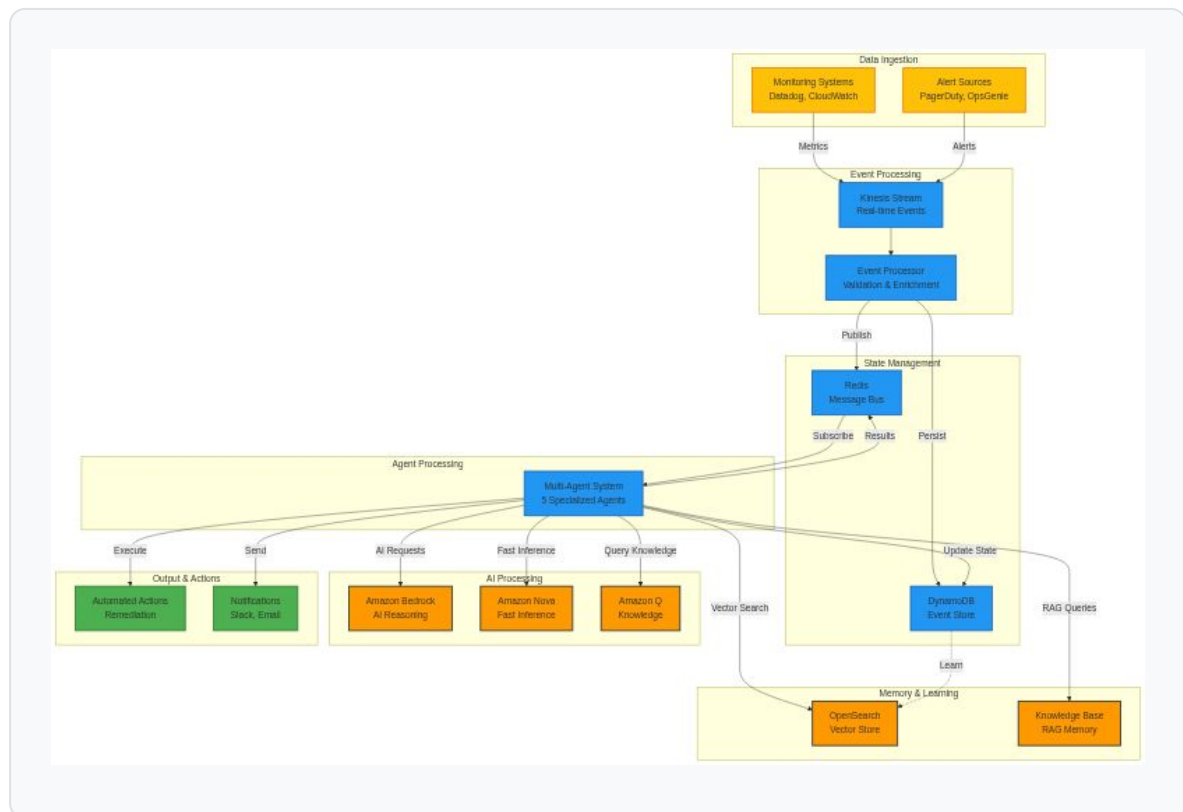 Data Ingestion
Monitoring Systems
Datadog, CloudWatch
Alert Sources
PagerDuty, OpsGenie
Metrics
Alerts
Event Processing
Kinesis Stream
Real-time Events
Event Processor
Validation & Enrichment
Publish
State Management
Redis
Message Bus
Subscribe
Results
Persist
Agent Processing
Multi-Agent System
5 Specialized Agents
Execute
Send
AI Requests
Fast Inference
Query Knowledge
Update State
Output & Actions
Automated Actions
Remediation
Notifications
Slack, Email
AI Processing
Amazon Bedrock
AI Reasoning
Amazon Nova
Fast Inference
Amazon Q
Knowledge
Vector Search
DynamoDB
Event Store
RAG Queries
Learn
Memory & Learning
OpenSearch
Vector Store
Knowledge Base
RAG Memory